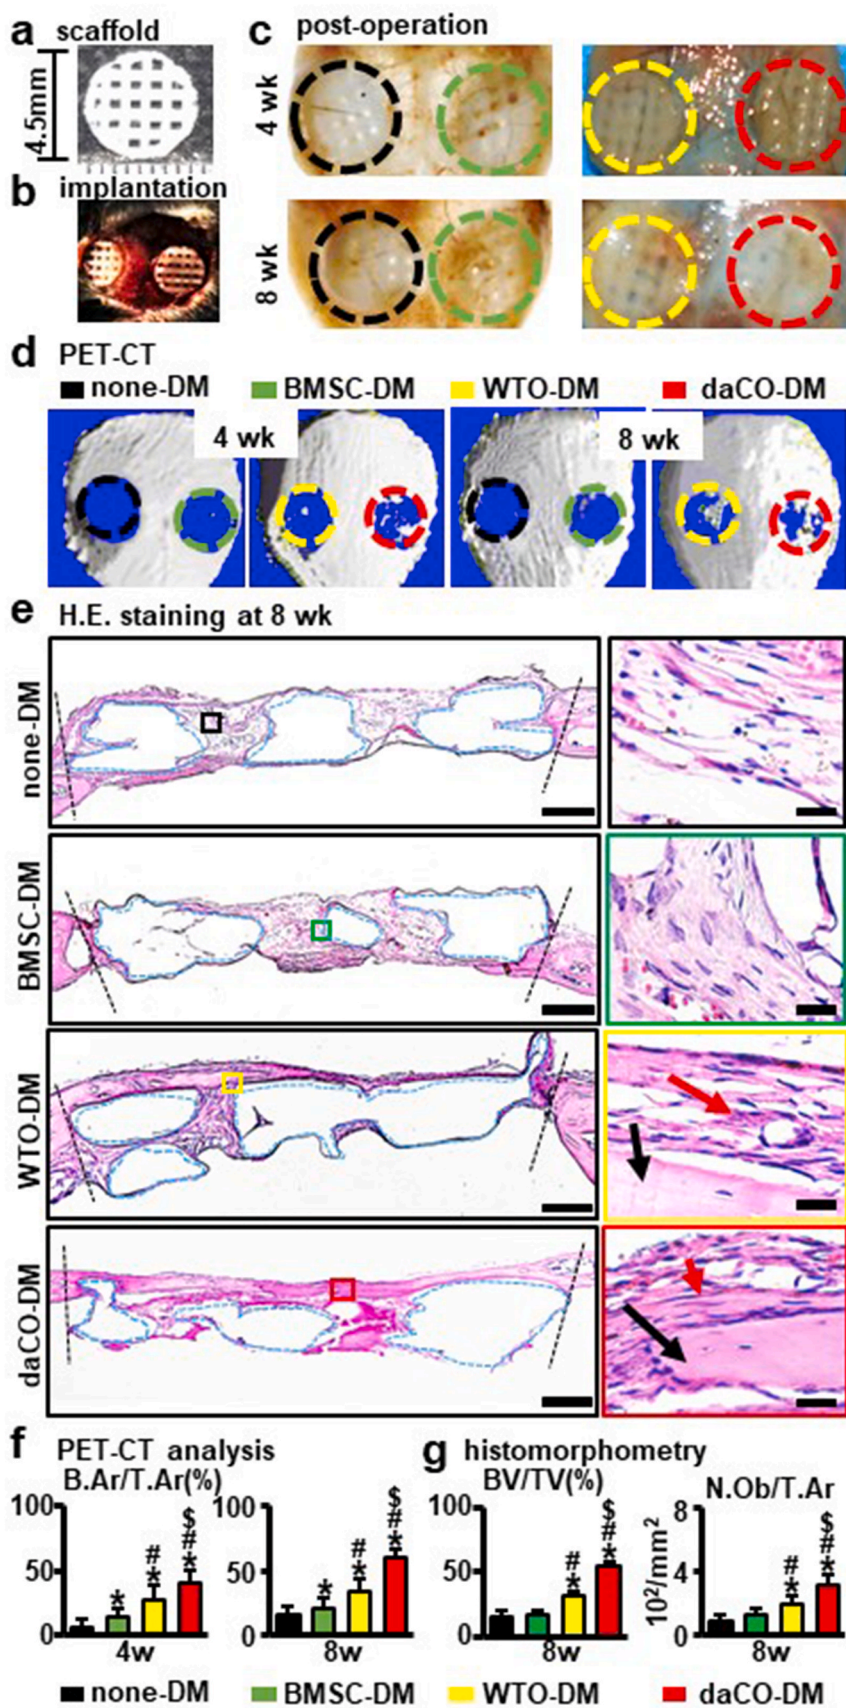 a scaffold
4.5mm
b implantation
c post-operation
4 wk
8 wk
d PET-CT
none-DM BMSC-DM WTO-DM daCO-DM
4 wk 8 wk
e H.E. staining at 8 wk
none-DM
BMSC-DM
WTO-DM
daCO-DM
f PET-CT analysis
B.Ar/T.Ar(%)
100
50
0
*
#
*
$
#
*
4w
100
50
0
*
#
*
$
#
*
8w
g histomorphometry
BV/TV(%)
100
50
0
#
*
$
#
*
8w
N.Ob/T.Ar
10²/mm²
8
4
0
#
*
$
#
*
8w
none-DM BMSC-DM WTO-DM daCO-DM